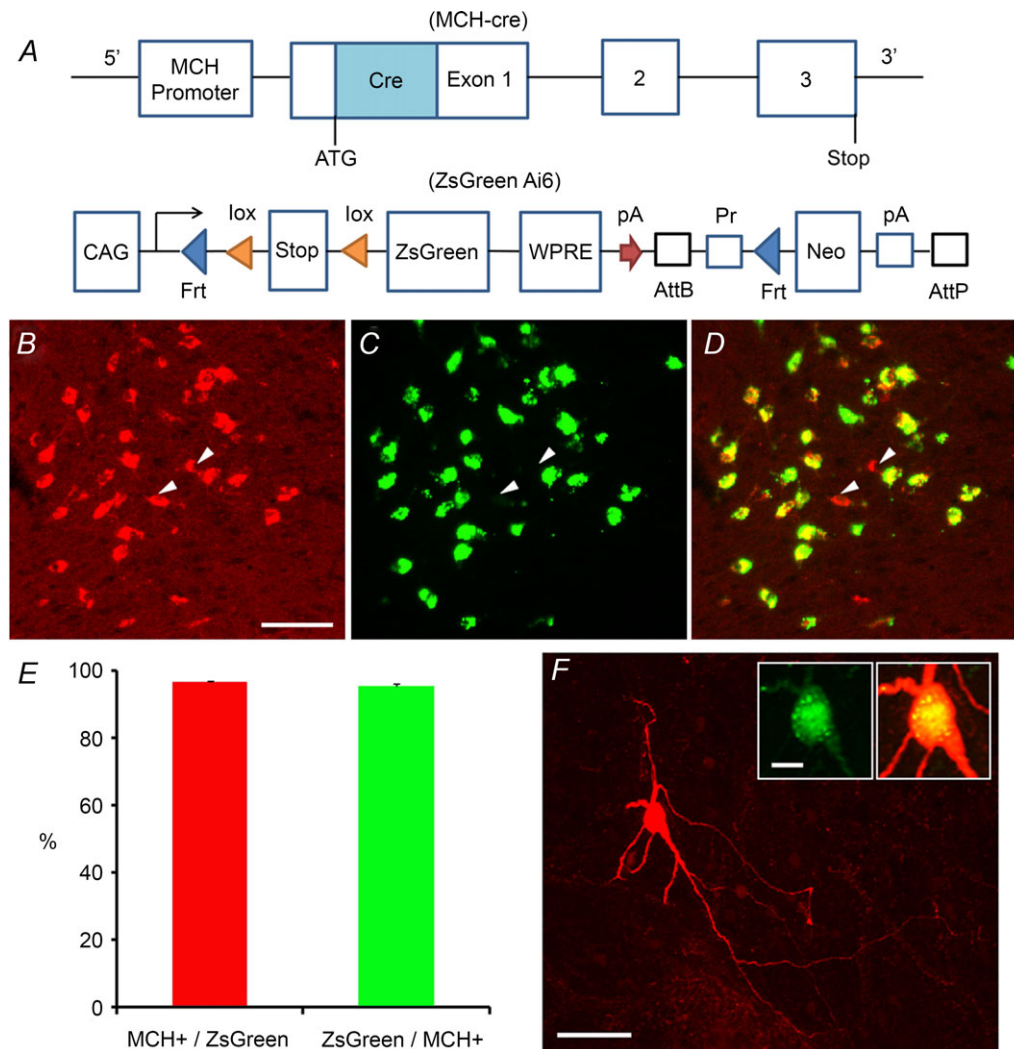 A
(MCH-cre)
5’
3’
MCH
Promoter
Cre
Exon 1
2
3
ATG
Stop
(ZsGreen Ai6)
lox
lox
pA
Pr
pA
CAG
Stop
ZsGreen
WPRE
Neo
Frt
AttB
Frt
AttP
B
C
D
E
100
80
60
%
40
20
0
MCH+ / ZsGreen
ZsGreen / MCH+
F